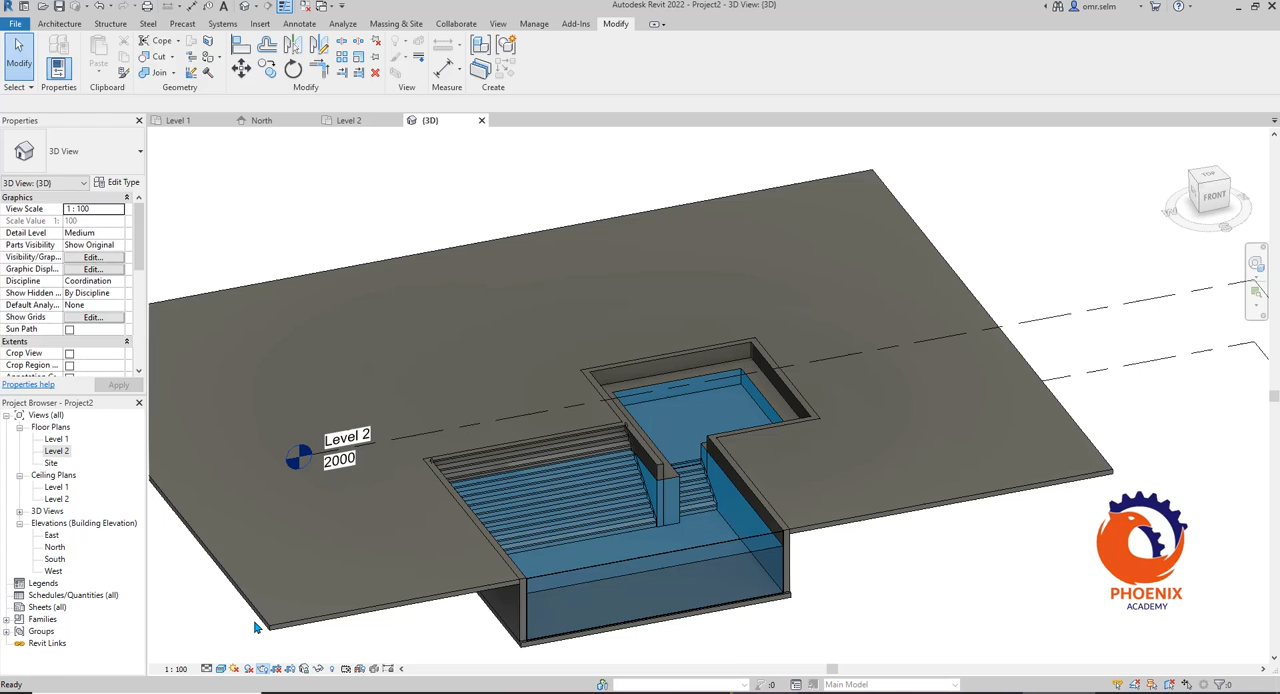 Autodesk Revit 2022 - 3D View: {3D}
omr.selm
File Architecture Structure Steel Precast Systems Insert Annotate Analyze Massing & Site Collaborate View Manage Add-Ins Modify
Modify
Paste
Cope
Cut
Join
Select Properties Clipboard Geometry Modify View Measure Create
Level 1 North Level 2 {3D}
Properties
3D View
3D View: {3D} Edit Type
Graphics
View Scale 1 : 100
Scale Value 1: 100
Detail Level Medium
Parts Visibility Show Original
Visibility/Grap... Edit...
Graphic Displ... Edit...
Discipline Coordination
Show Hidden ... By Discipline
Default Analy... None
Show Grids Edit...
Sun Path
Extents
Crop View
Crop Region ...
Properties help Apply
Project Browser - Project2
Views (all)
Floor Plans
Level 1
Level 2
Site
Ceiling Plans
Level 1
Level 2
3D Views
Elevations (Building Elevation)
East
North
South
West
Legends
Schedules/Quantities (all)
Sheets (all)
Families
Groups
Revit Links
TOP
FRONT
Level 2
2000
PHOENIX
ACADEMY
1 : 100
Ready
:0
Main Model
:0